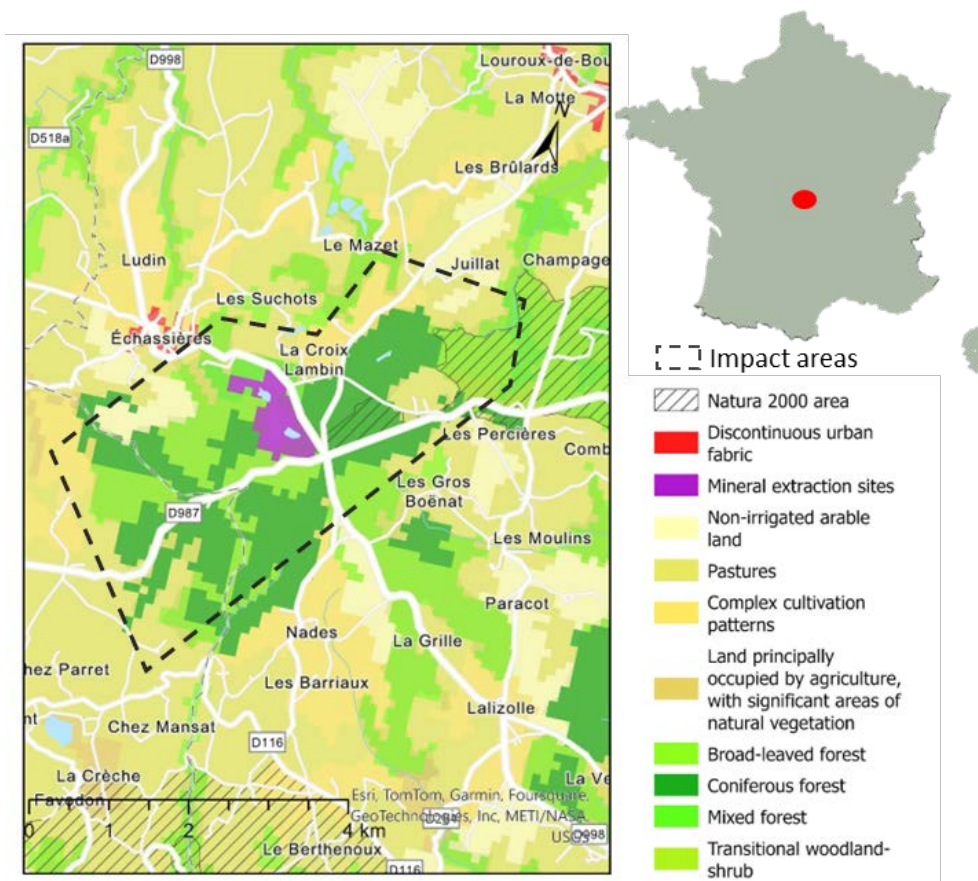 D998
Louroux-de-Bou
La Motte
N
D518a
Les Brûlards
Le Mazet
Ludin
Juillat
Champage
Les Suchots
Échassières
La Croix
Lambin
Les Percières
Comb
Les Gros
Boënat
D987
Les Moulins
Paracot
Nades
La Grille
hez Parret
Les Barriaux
Lalizolle
Chez Mansat
nt
D116
La Crèche
La Ve
Favodon
Esri, TomTom, Garmin, Foursquare,
GeoTechnologies, Inc, METI/NASA,
USGS
D998
0
2
4 km
Le Berthenoux
D116
Impact areas
Natura 2000 area
Discontinuous urban
fabric
Mineral extraction sites
Non-irrigated arable
land
Pastures
Complex cultivation
patterns
Land principally
occupied by agriculture,
with significant areas of
natural vegetation
Broad-leaved forest
Coniferous forest
Mixed forest
Transitional woodland-
shrub